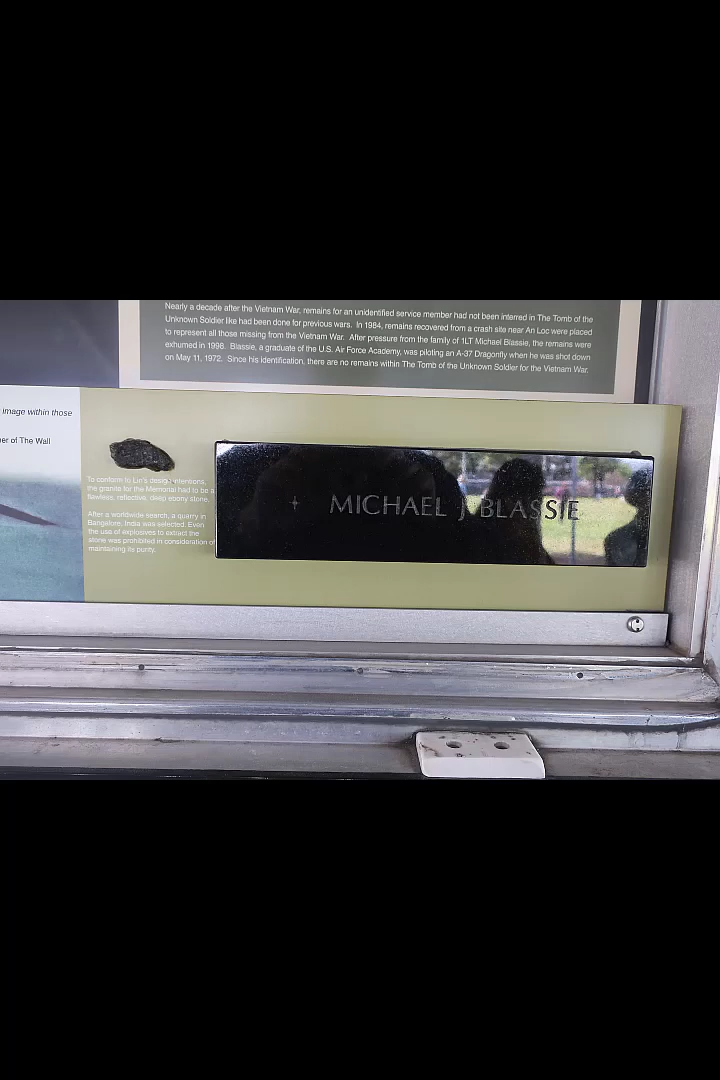 Nearly a decade after the Vietnam War, remains for an unidentified service member had not been interred in The Tomb of the
Unknown Soldier like had been done for previous wars. In 1984, remains recovered from a crash site near An Loc were placed
to represent all those missing from the Vietnam War. After pressure from the family of 1LT Michael Blassie, the remains were
exhumed in 1998. Blassie, a graduate of the U.S. Air Force Academy, was piloting an A-37 Dragonfly when he was shot down
on May 11, 1972. Since his identification, there are no remains within The Tomb of the Unknown Soldier for the Vietnam War.
image within those
er of The Wall
To conform to Lin's design intentions,
the granite for the Memorial had to be a
flawless, reflective, deep ebony stone.
After a worldwide search, a quarry in
Bangalore, India was selected. Even
the use of explosives to extract the
stone was prohibited in consideration of
maintaining its purity.
MICHAEL J BLASSIE